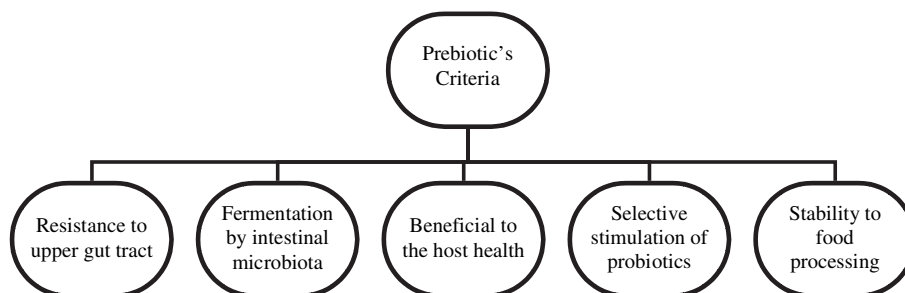 Prebiotic’s
Criteria
Resistance to
upper gut tract
Fermentation
by intestinal
microbiota
Beneficial to
the host health
Selective
stimulation of
probiotics
Stability to
food
processing